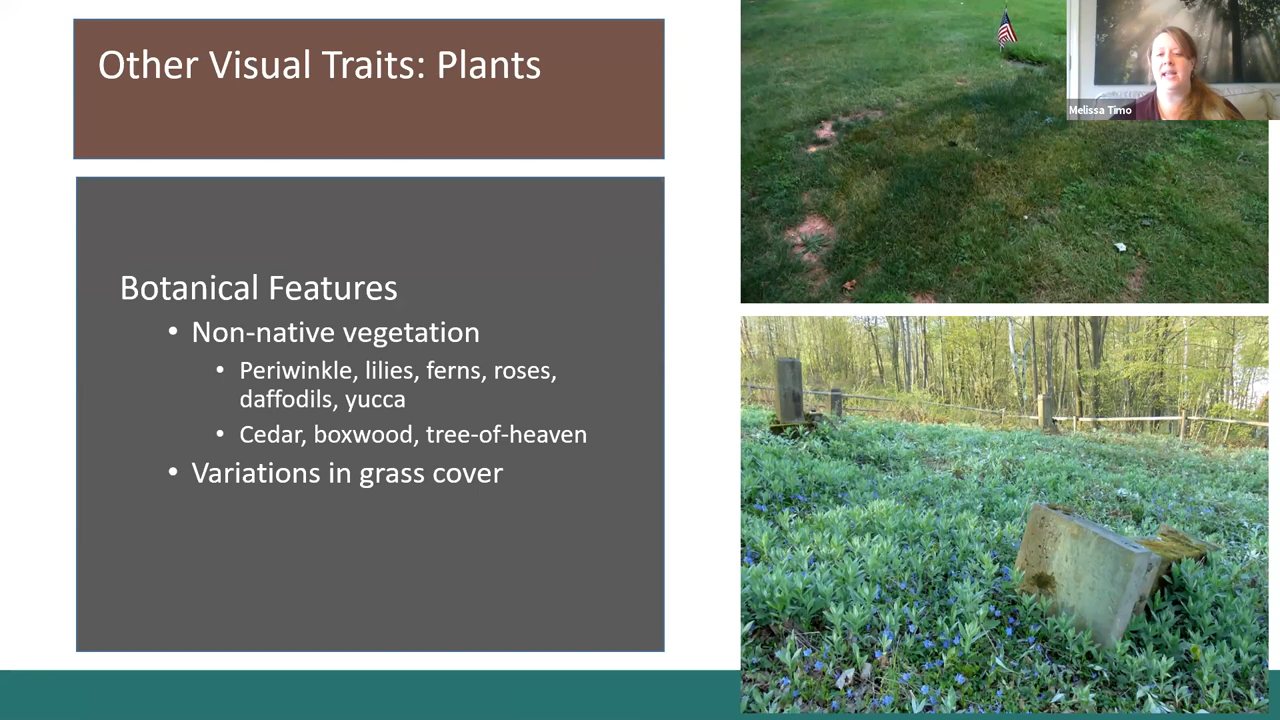 Other Visual Traits: Plants
Melissa Timo
Botanical Features
• Non-native vegetation
• Periwinkle, lilies, ferns, roses,
daffodils, yucca
• Cedar, boxwood, tree-of-heaven
• Variations in grass cover